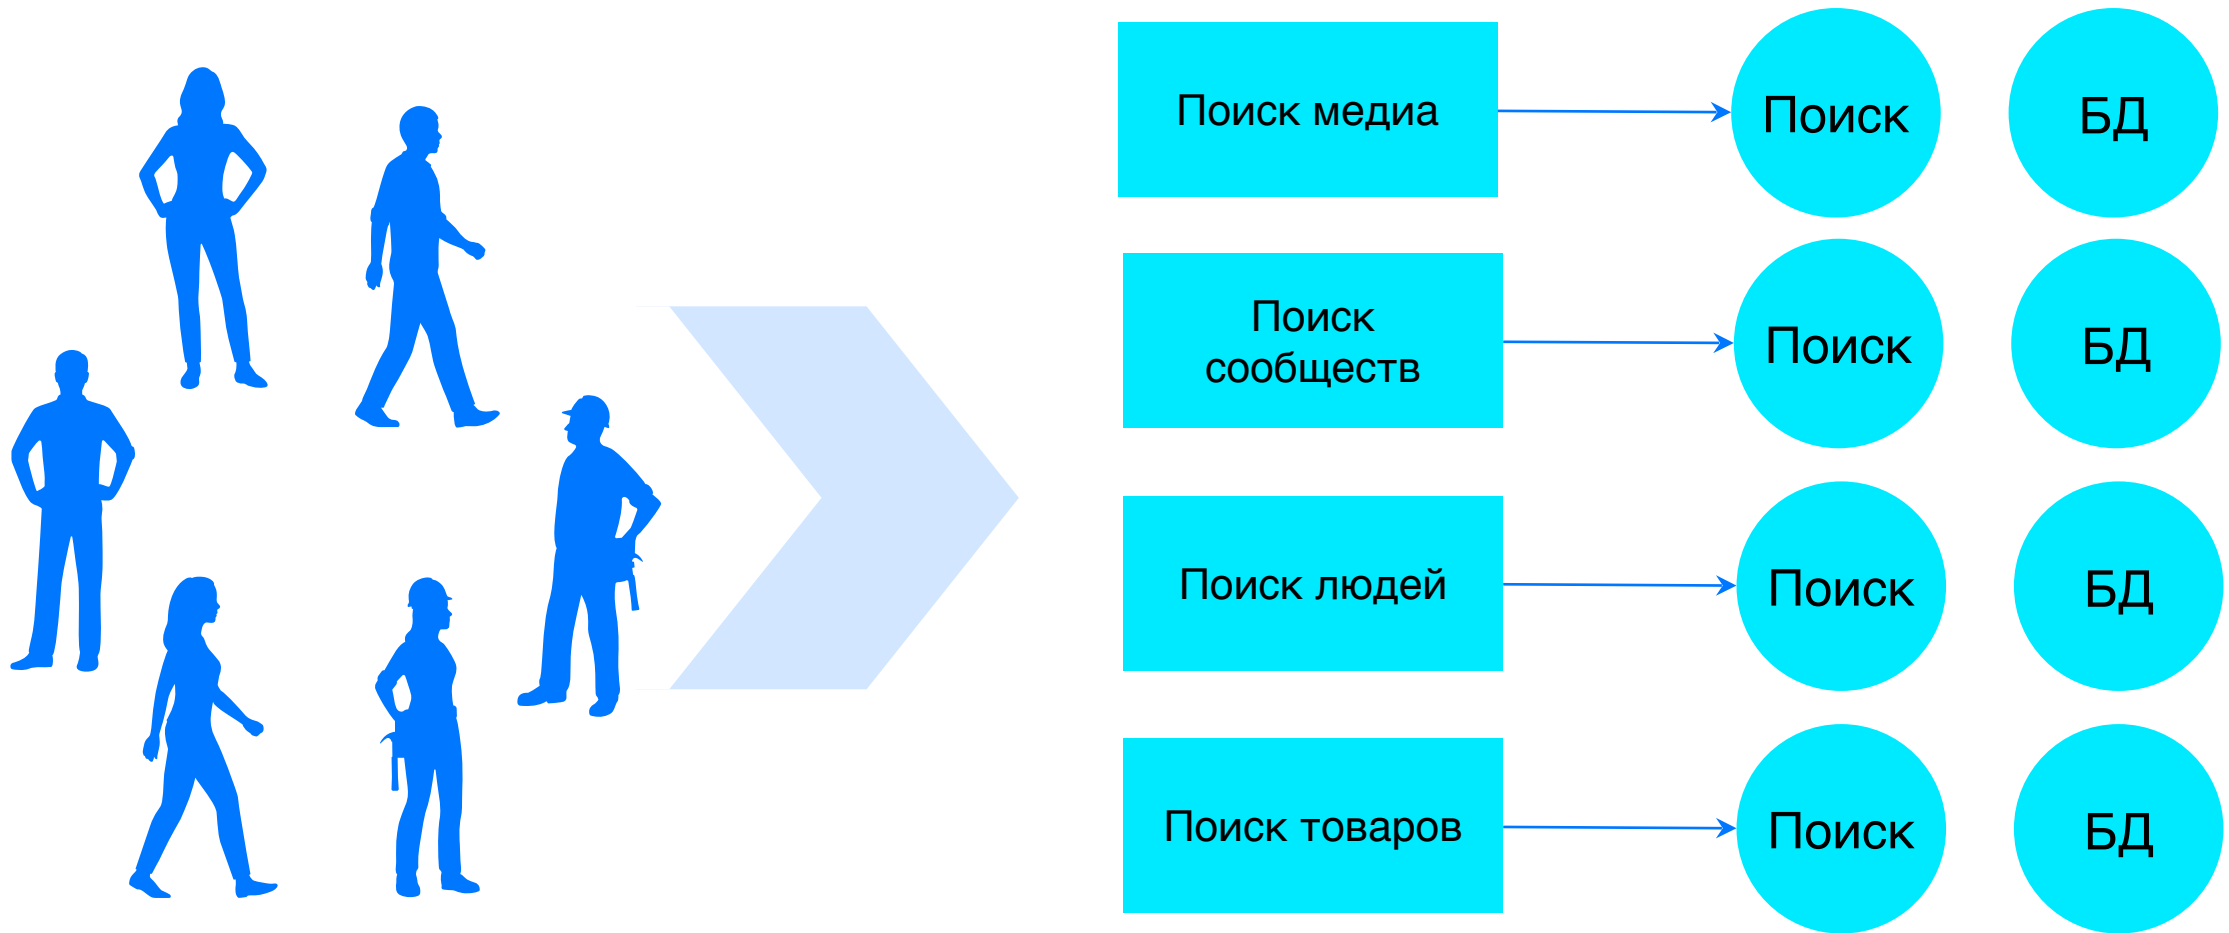 Поиск медиа
Поиск
БД
Поиск
сообществ
Поиск
БД
Поиск людей
Поиск
БД
Поиск товаров
Поиск
БД